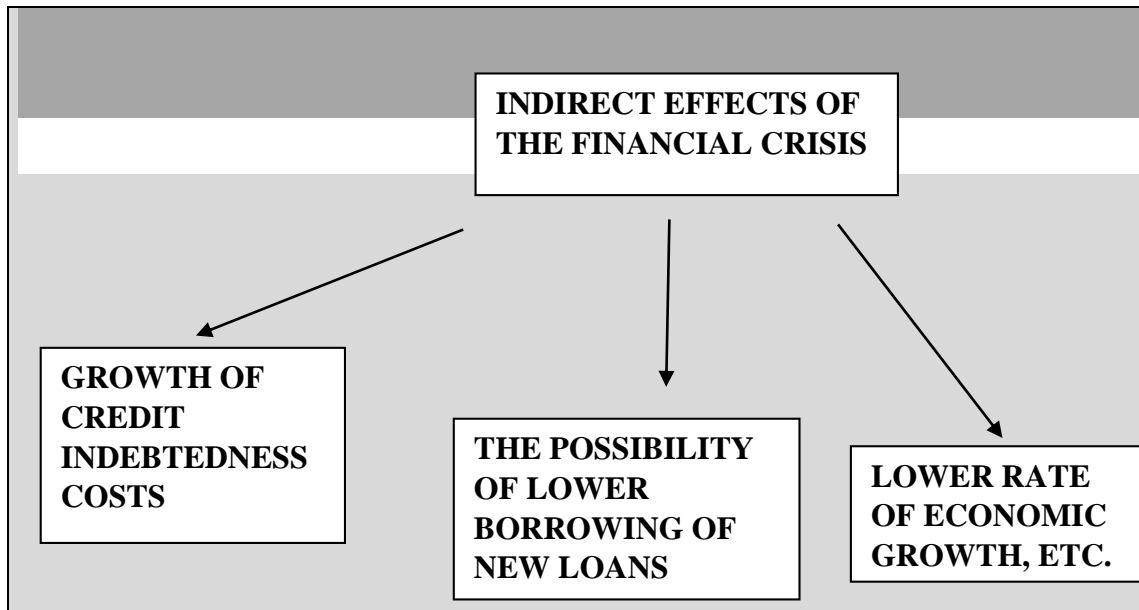 INDIRECT EFFECTS OF
THE FINANCIAL CRISIS
GROWTH OF
CREDIT
INDEBTEDNESS
COSTS
THE POSSIBILITY
OF LOWER
BORROWING OF
NEW LOANS
LOWER RATE
OF ECONOMIC
GROWTH, ETC.